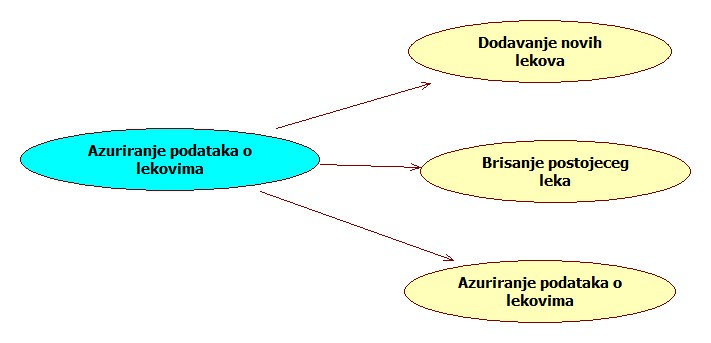 Dodavanje novih
lekova
Azuriranje podataka o
lekovima
Brisanje postojeceg
leka
Azuriranje podataka o
lekovima